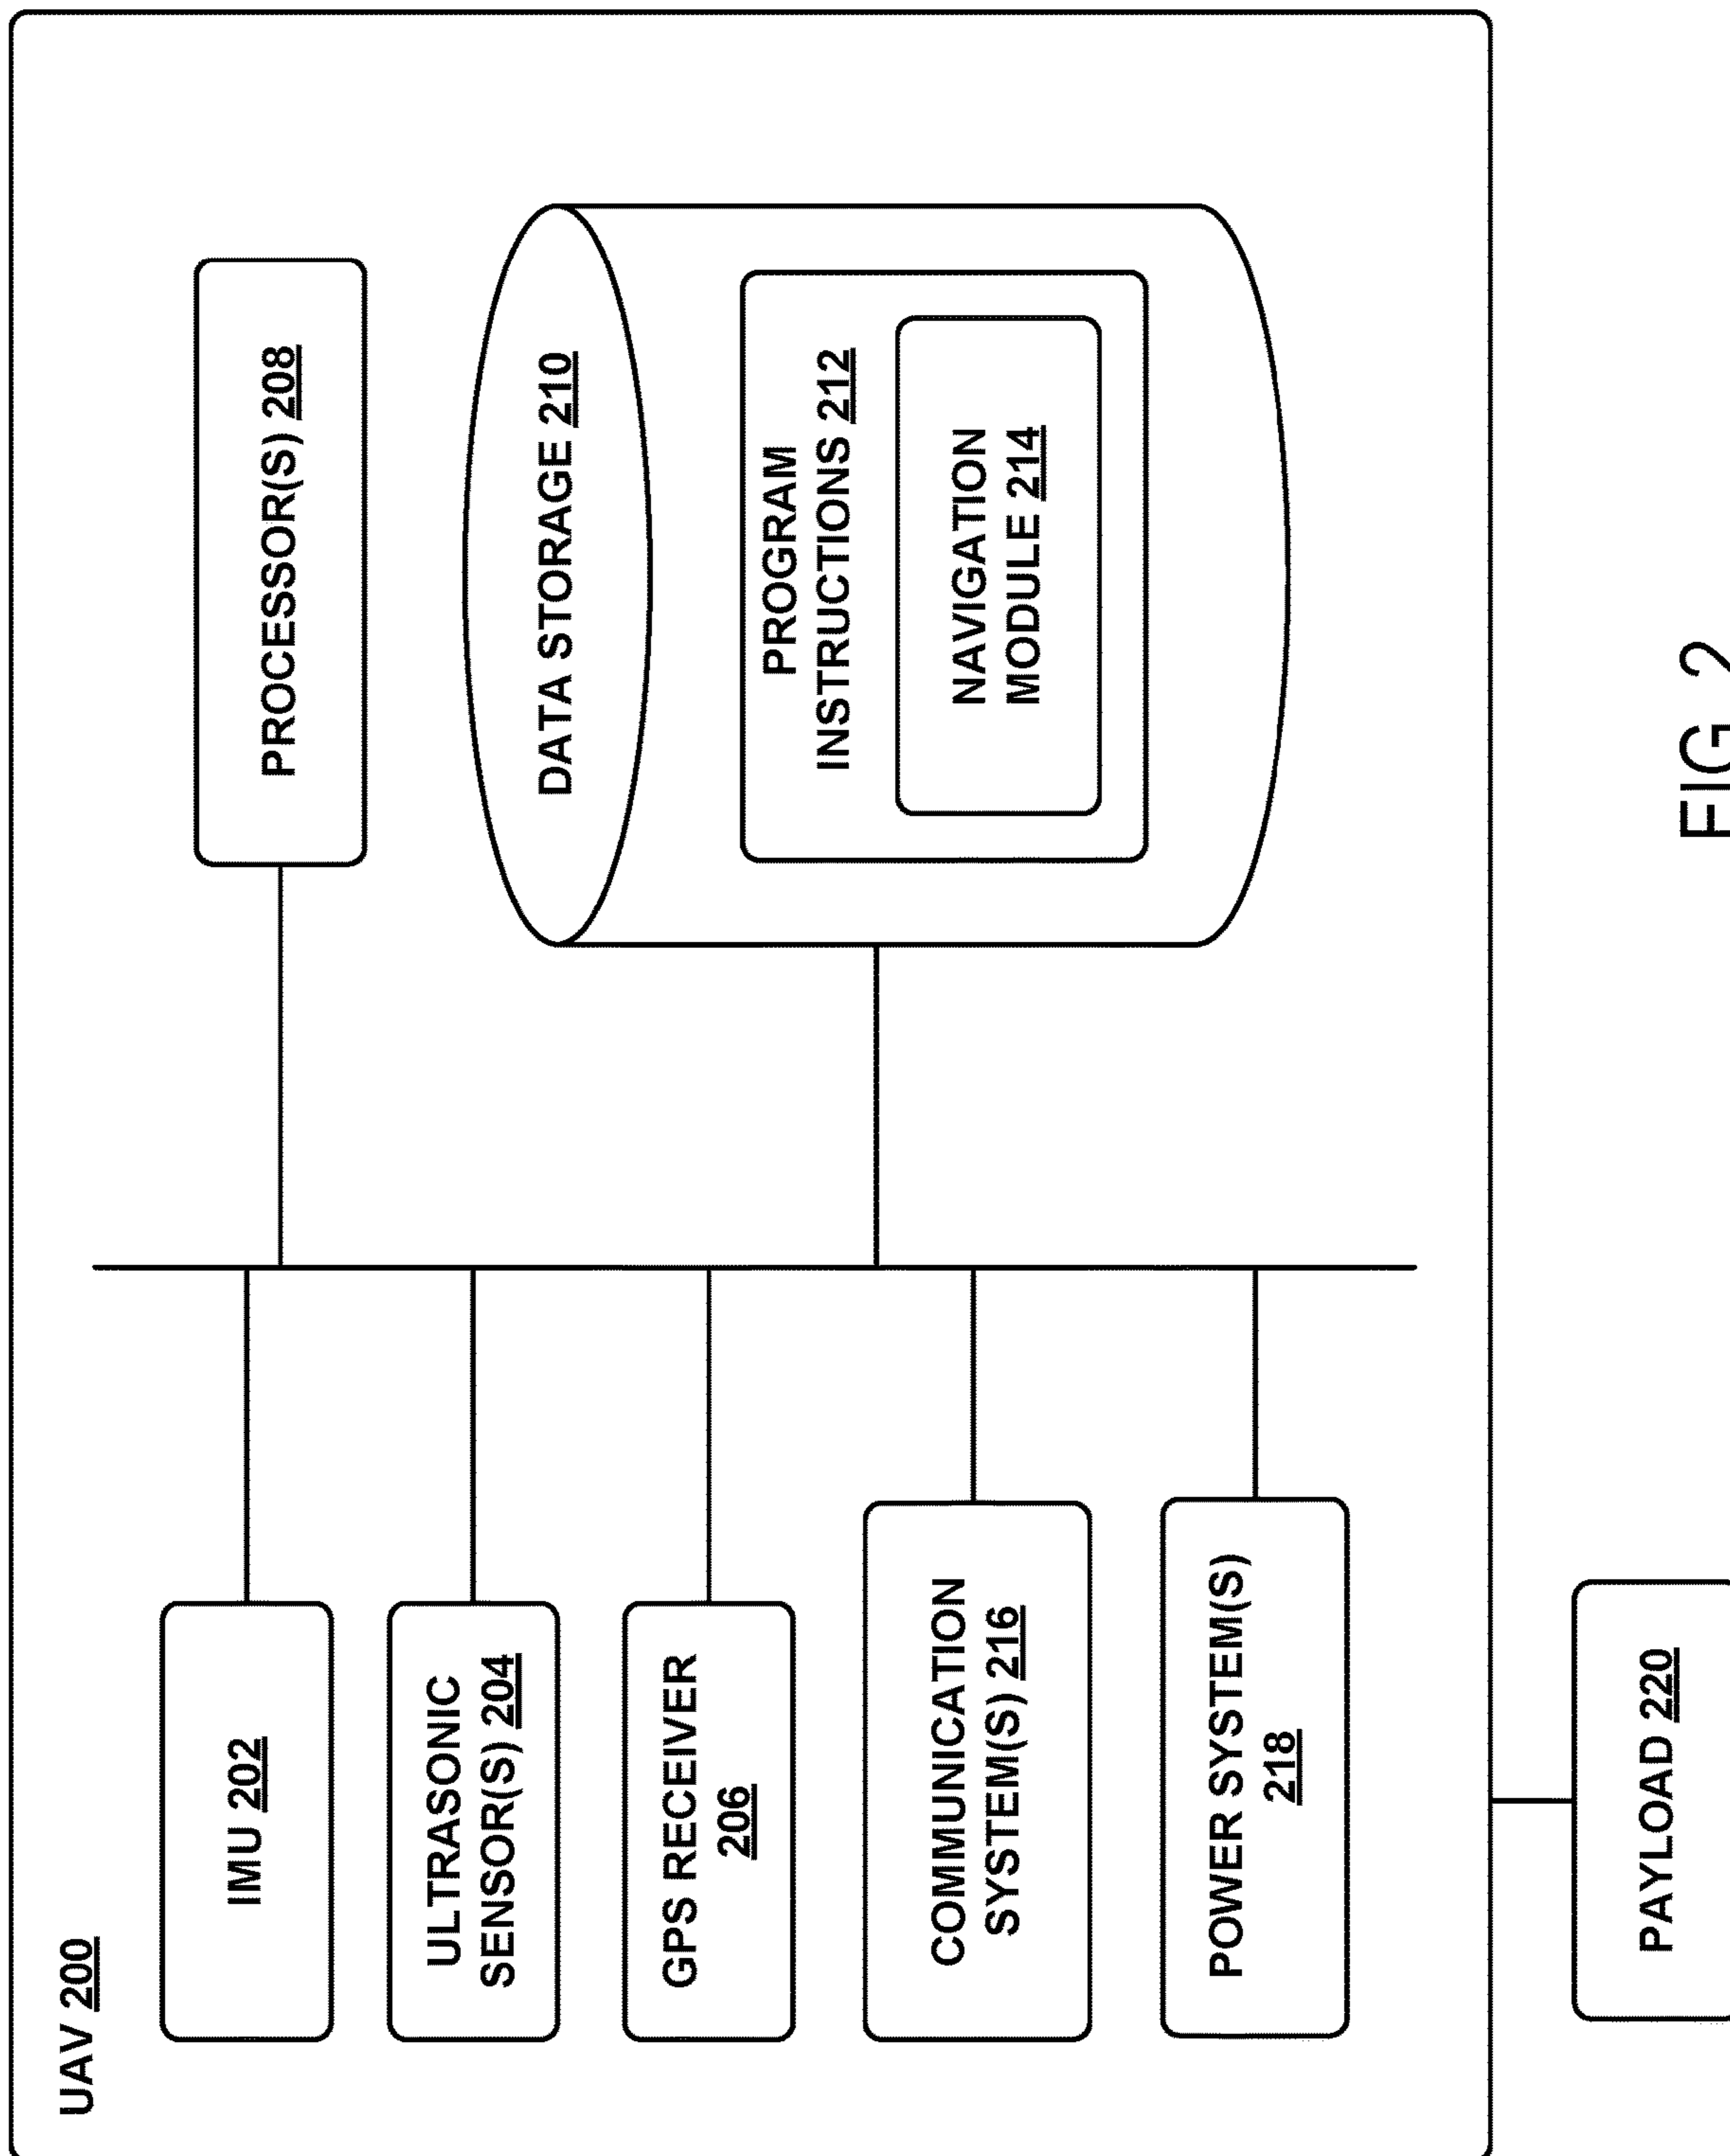 UAV 200
IMU 202
ULTRASONIC
SENSOR(S) 204
GPS RECEIVER
206
COMMUNICATION
SYSTEM(S) 216
POWER SYSTEM(S)
218
PROCESSOR(S) 208
DATA STORAGE 210
PROGRAM
INSTRUCTIONS 212
NAVIGATION
MODULE 214
PAYLOAD 220
FIG 2